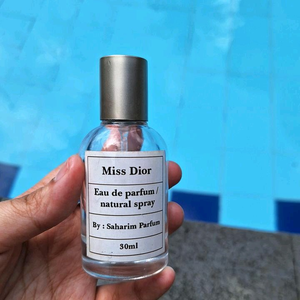 Miss Dior
Eau de parfum /
natural spray
By : Saharim Parfum
30ml